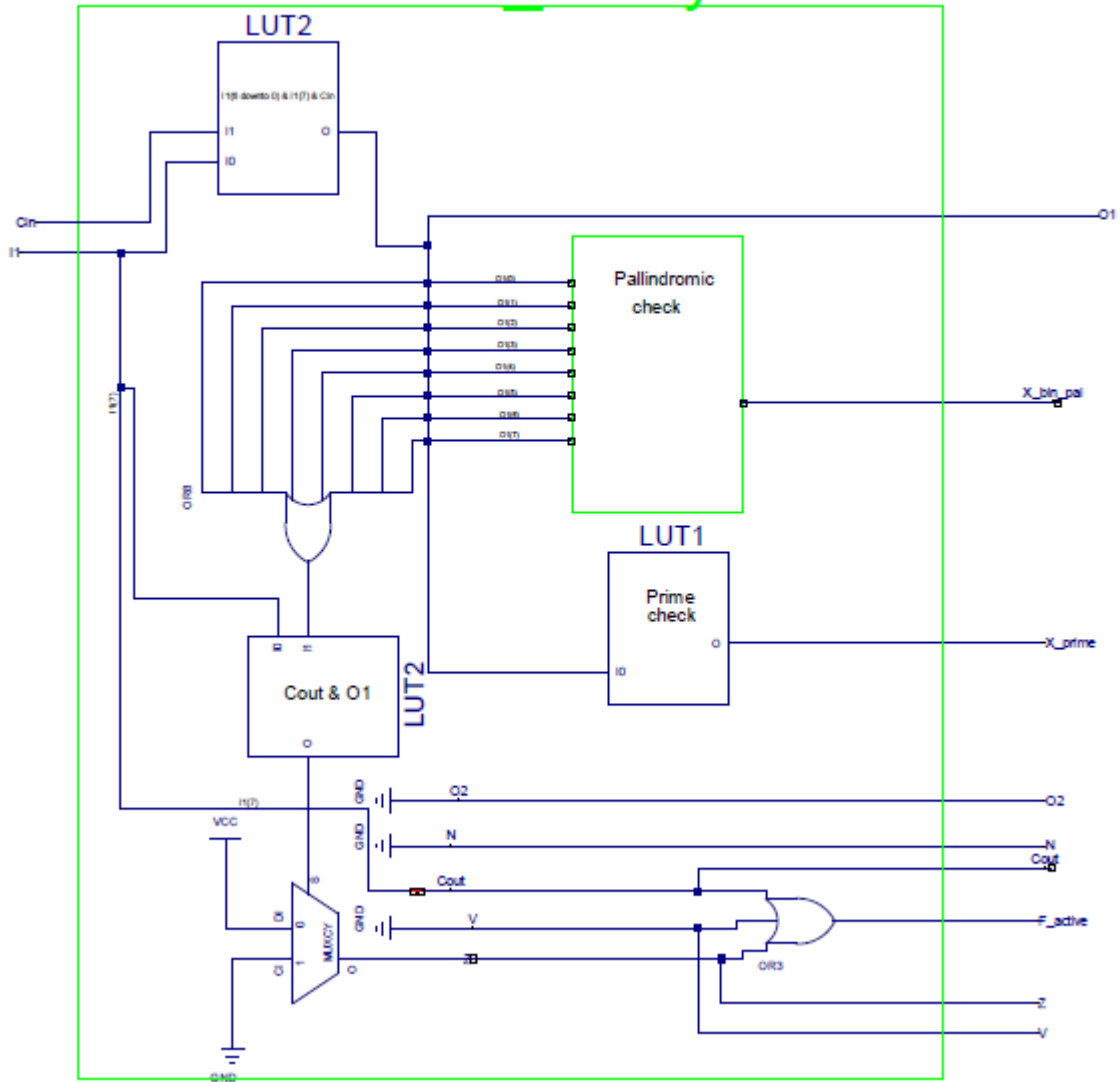 LUT2
I1(6 downto 0) & I1(7) & Cin
I1
O
I0
Cin
I1
O1
O1(0)
O1(1)
O1(2)
O1(3)
O1(4)
O1(5)
O1(6)
O1(7)
Pallindromic
check
X_bin_pal
I1(7)
OR8
LUT1
Prime
check
O
I0
X_prime
I0
I1
Cout & O1
O
LUT2
I1(7)
GND
O2
O2
VCC
GND
N
N
Cout
Cout
S
DI
0
CI
1
MUXCY
O
GND
V
F_active
Z
OR3
Z
V
GND